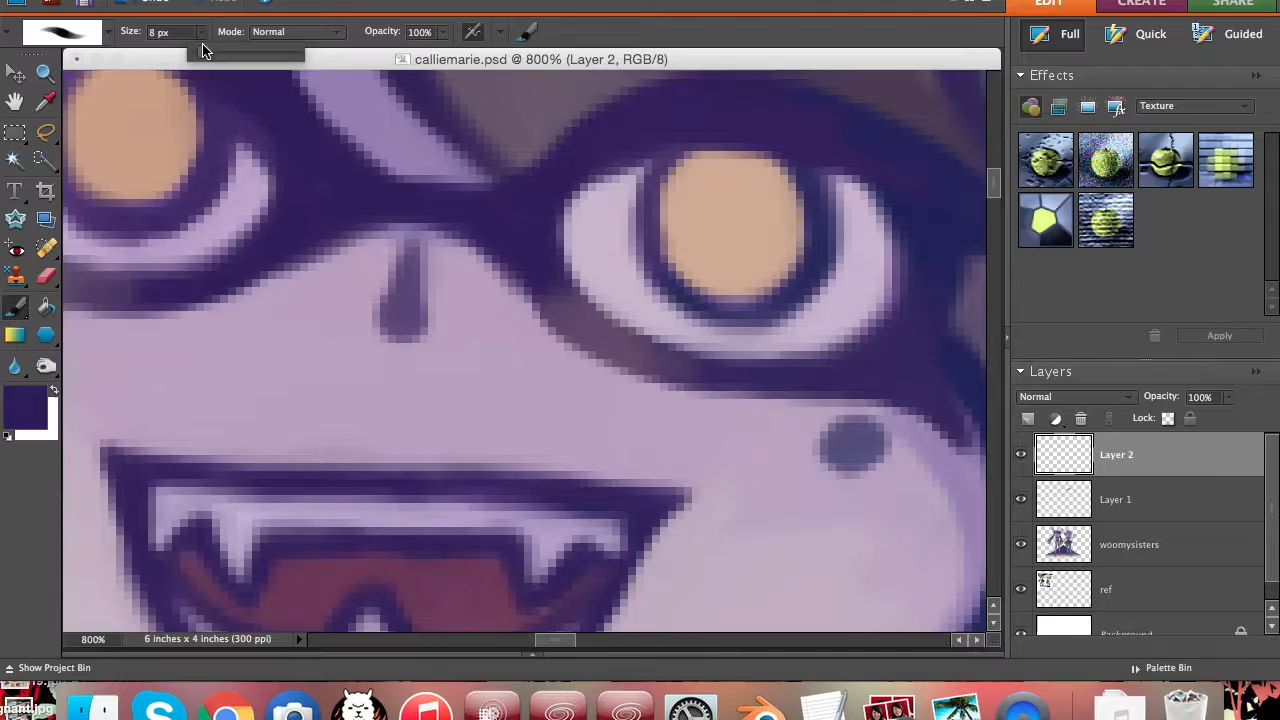 EDIT CREATE SHARE
Size: 8 px Mode: Normal Opacity: 100%
Full Quick Guided
calliemarie.psd @ 800% (Layer 2, RGB/8)
Effects
Texture
Apply
Layers
Normal Opacity: 100%
Lock:
Layer 2
Layer 1
woomysisters
ref
Background
800% 6 inches x 4 inches (300 ppi)
Show Project Bin
Palette Bin